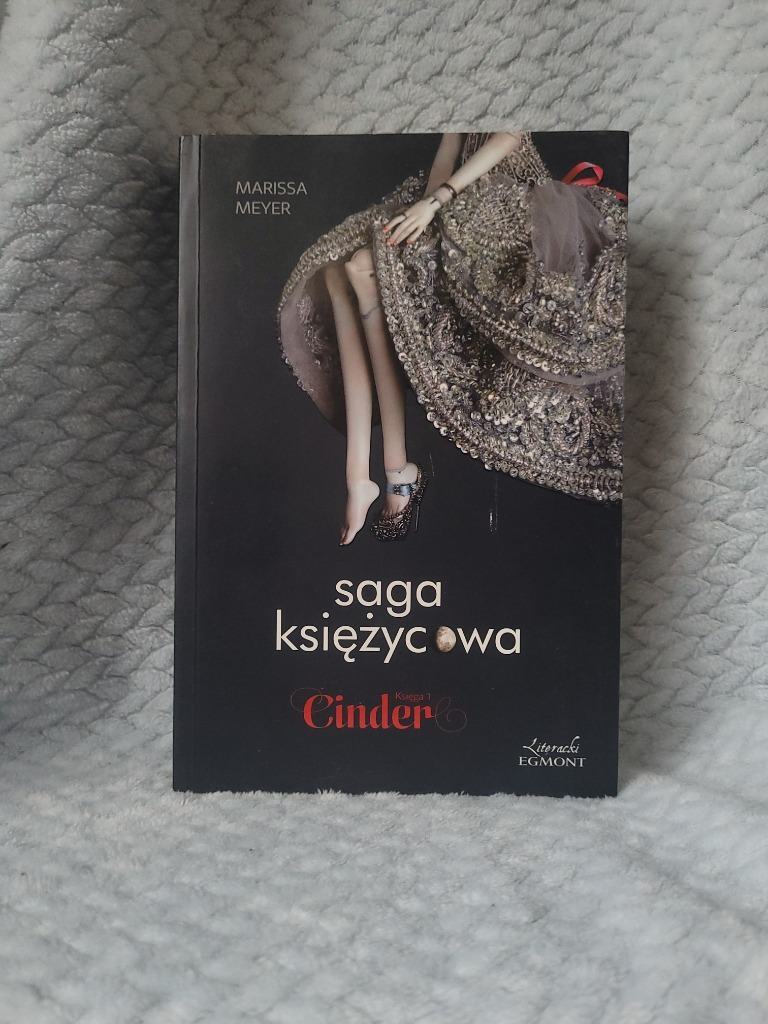 MARISSA
MEYER
saga
księżycowa
Księga 1
Cinder
Literacki
EGMONT